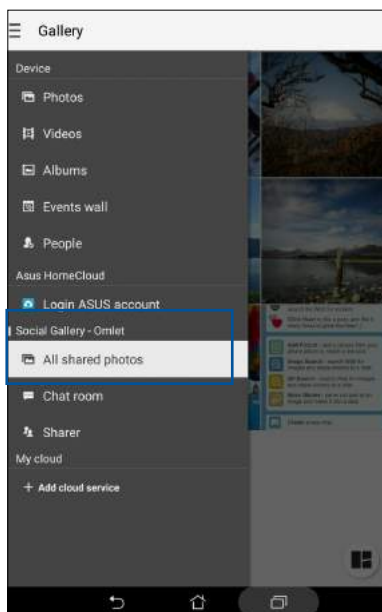 Gallery
Device
Photos
Videos
Albums
Events wall
People
Asus HomeCloud
Login ASUS account
Social Gallery - Omlet
All shared photos
Chat room
Sharer
My cloud
+ Add cloud service